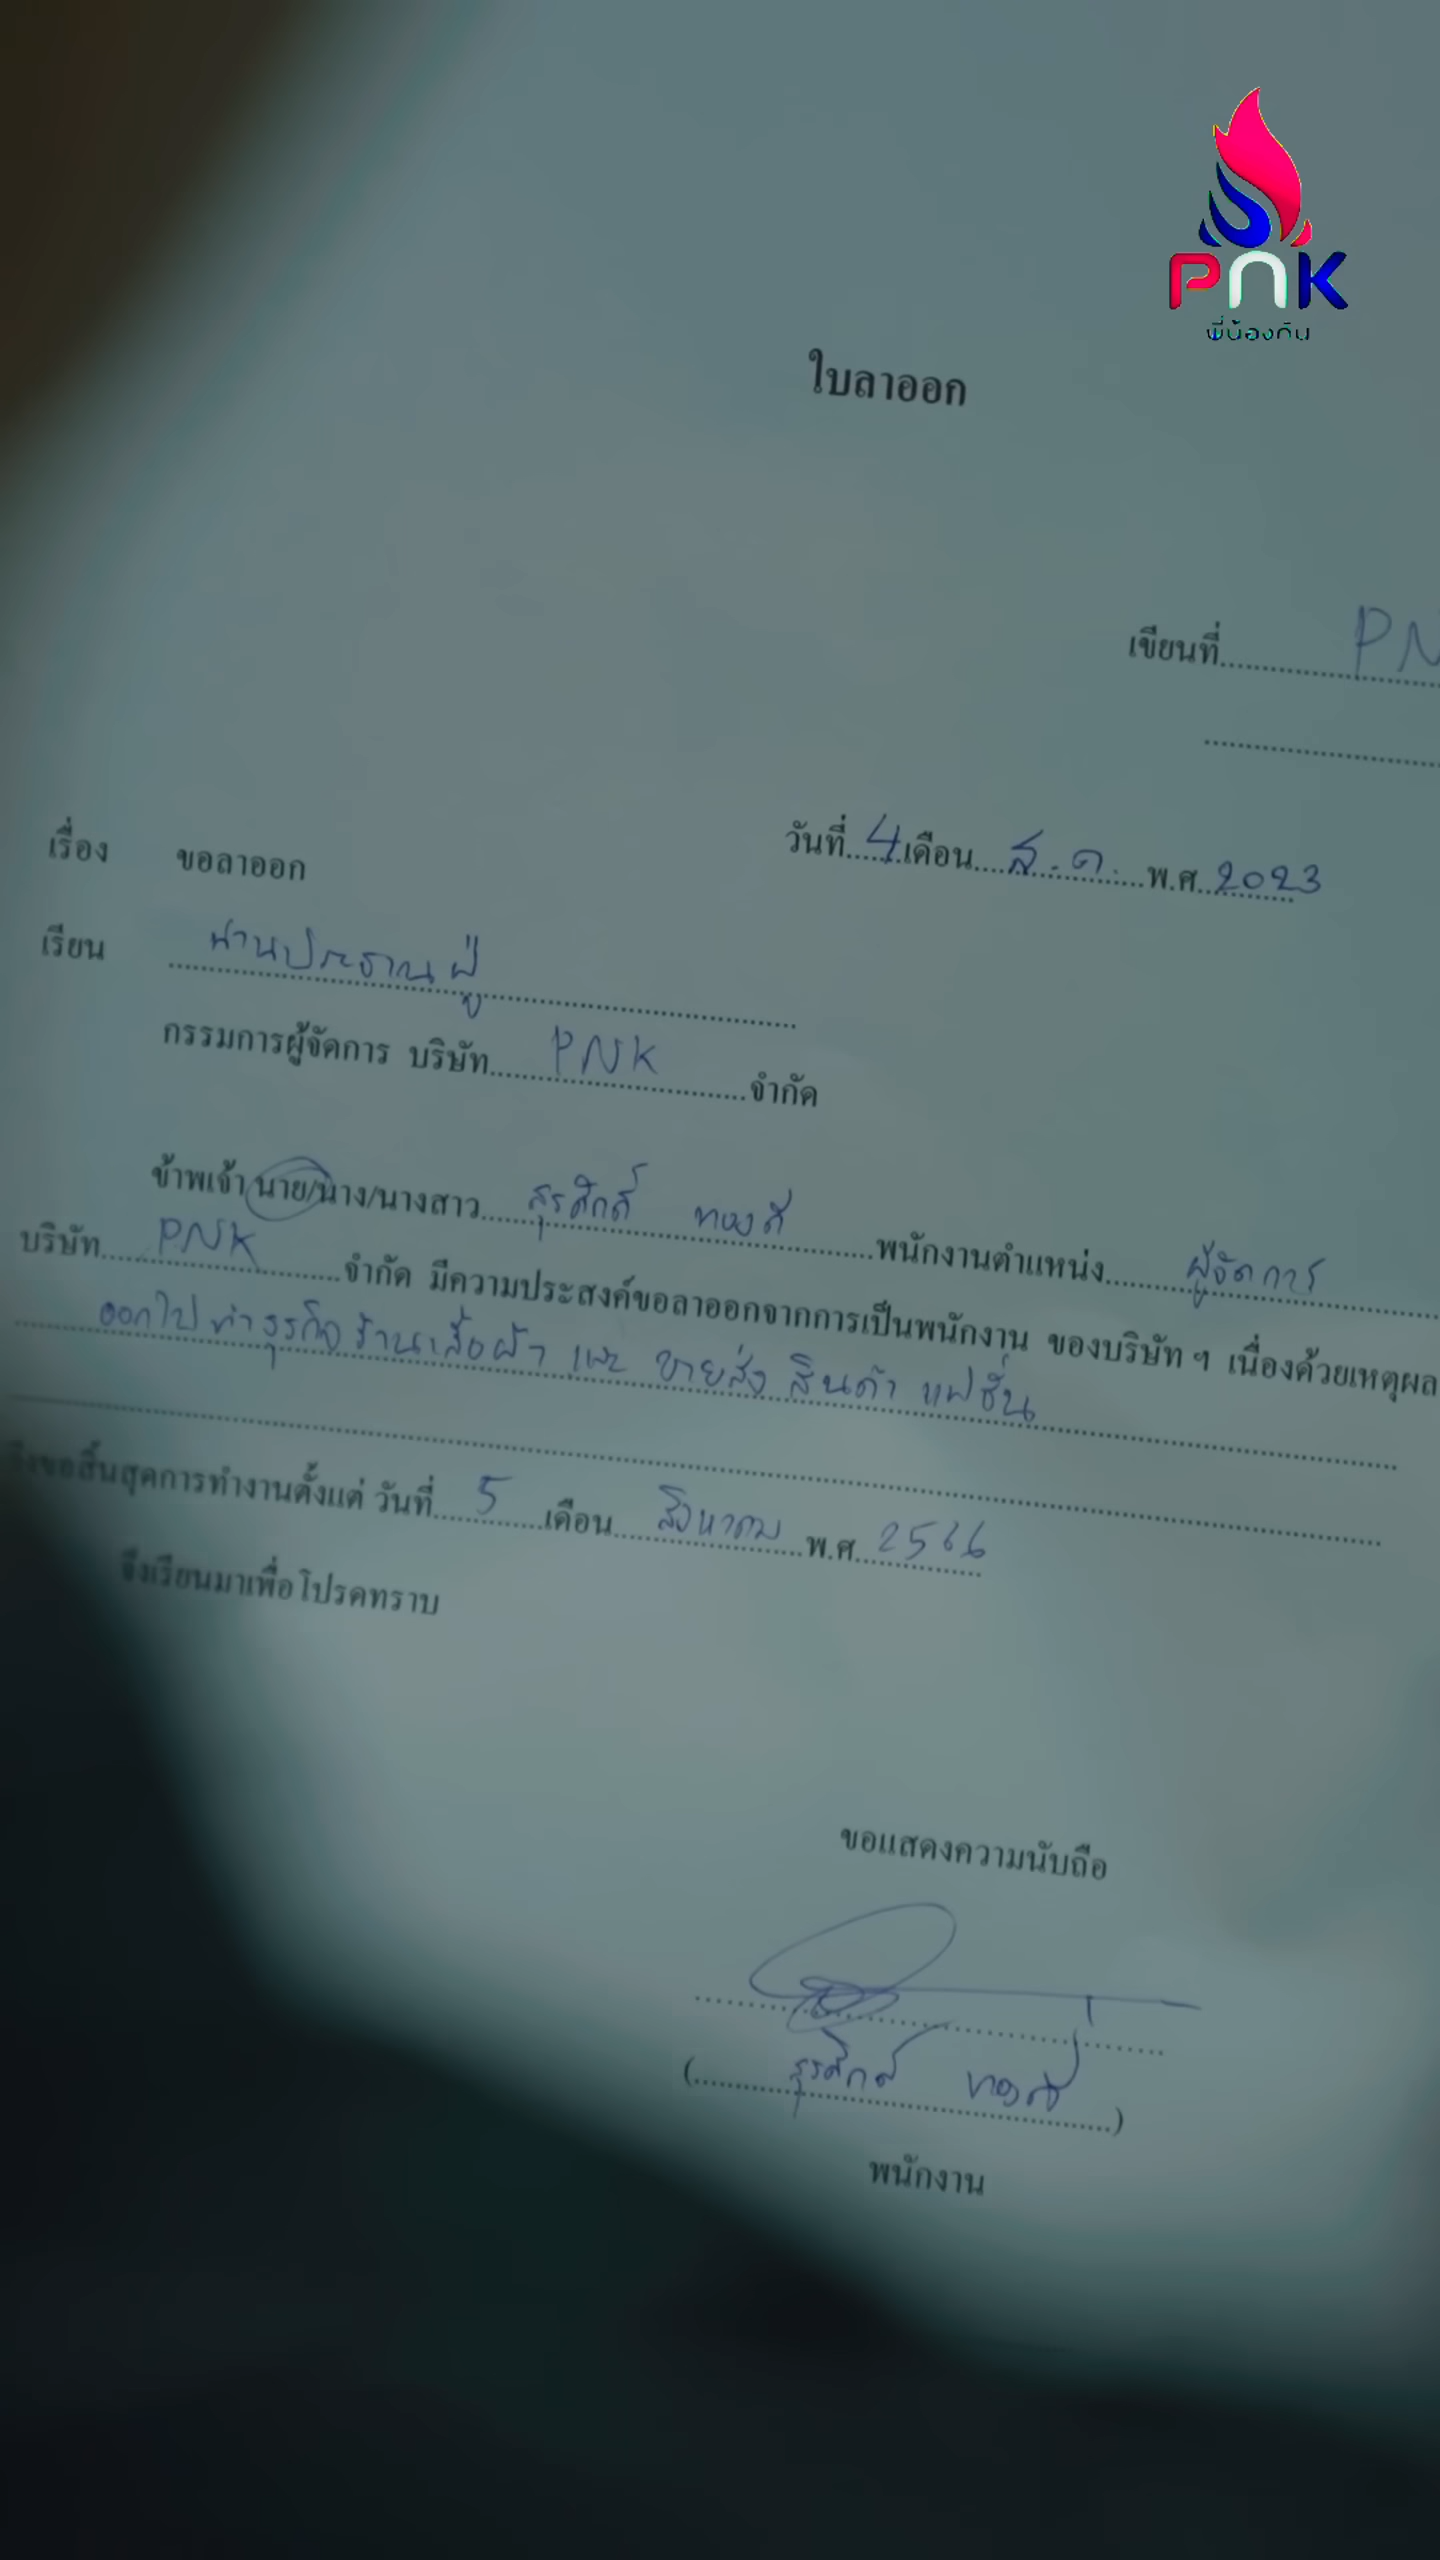 PNK
พี่น้องกัน
ใบลาออก
เขียนที่.................... PN
....................
วันที่ 4 เดือน ส.ค. พ.ศ. 2023
เรื่อง ขอลาออก
เรียน ท่านประธาน
กรรมการผู้จัดการ บริษัท PNK จำกัด
ข้าพเจ้า นาย/นาง/นางสาว สุรศักดิ์ ทองดี พนักงานตำแหน่ง ผู้จัดการ
บริษัท PNK จำกัด มีความประสงค์ขอลาออกจากการเป็นพนักงาน ของบริษัทฯ เนื่องด้วยเหตุผล
ออกไปทำธุรกิจร้านเสื้อผ้า และ ขายส่ง สินค้า แฟชั่น
จึงขอสิ้นสุดการทำงานตั้งแต่ วันที่ 5 เดือน สิงหาคม พ.ศ. 2566
จึงเรียนมาเพื่อโปรดทราบ
ขอแสดงความนับถือ
(สุรศักดิ์ ทองดี)
พนักงาน